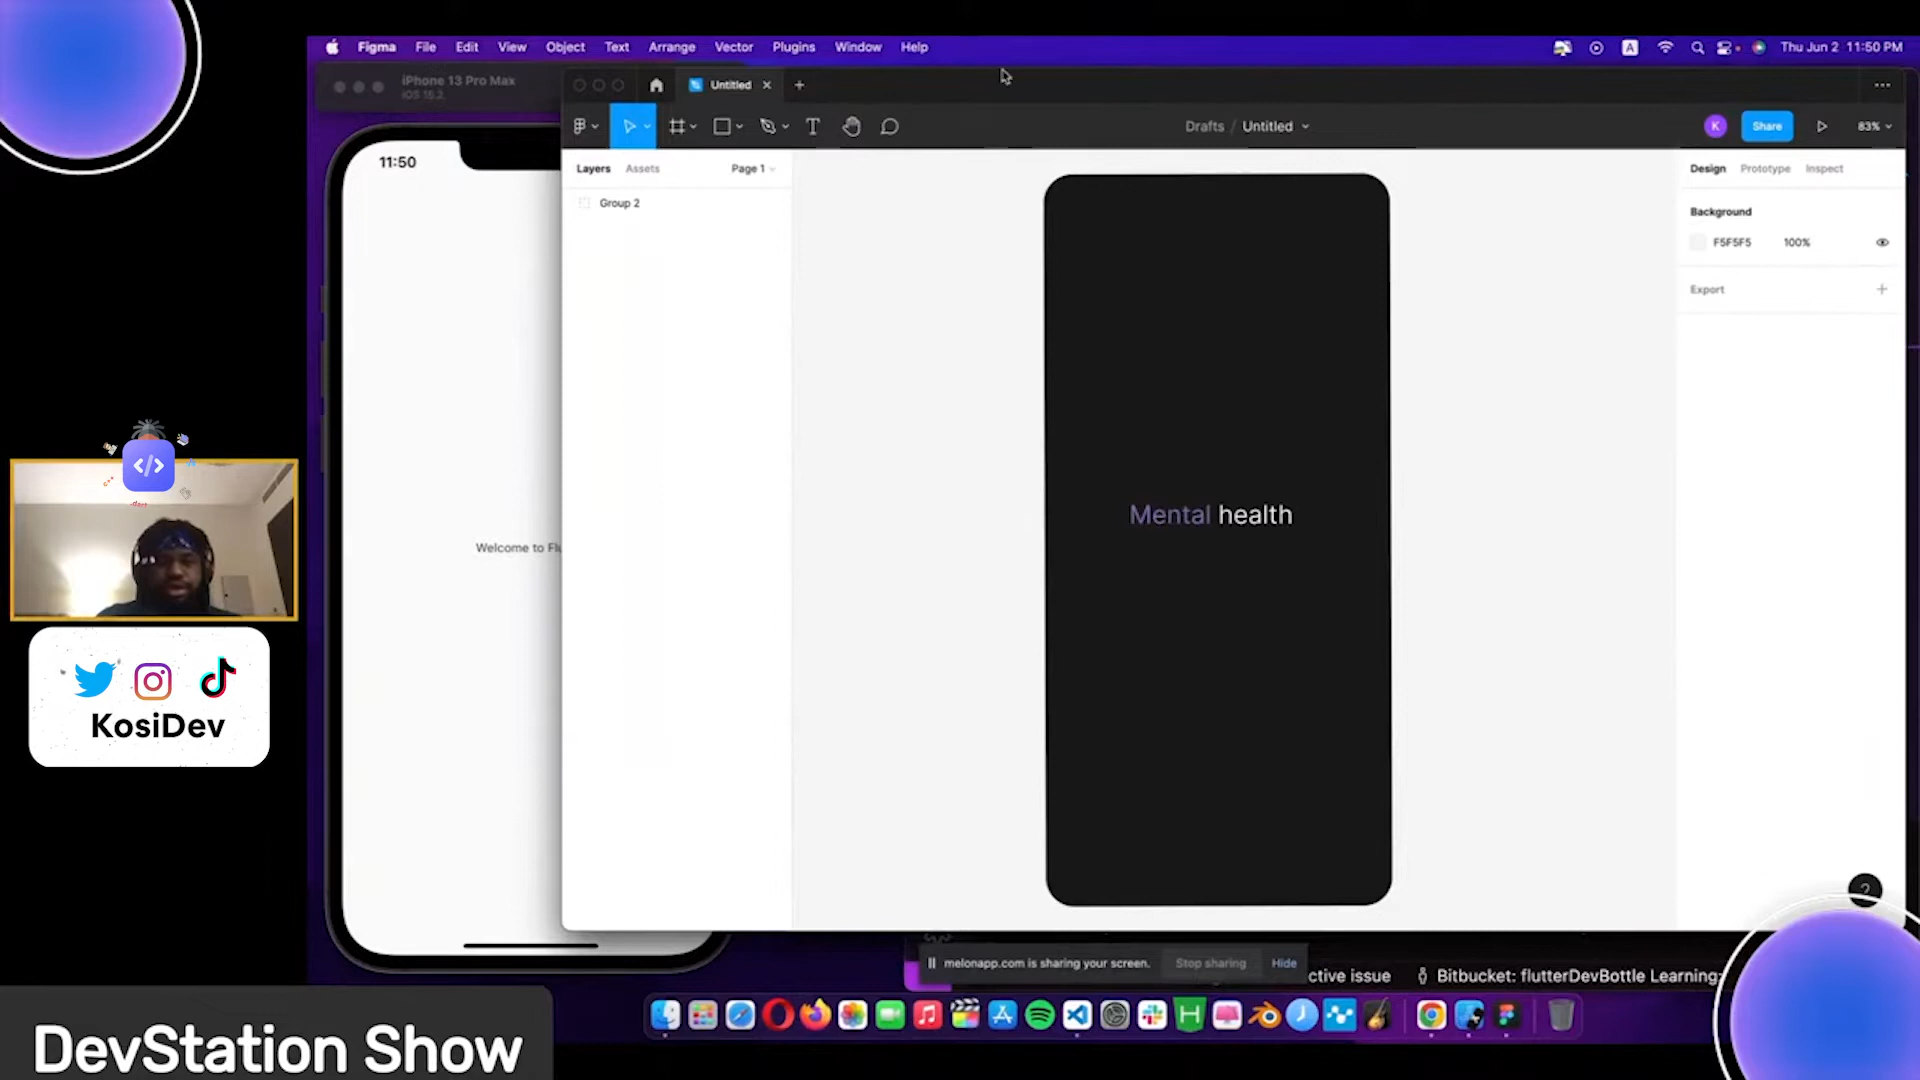 Figma File Edit View Object Text Arrange Vector Plugins Window Help
A
Thu Jun 2 11:50 PM
iPhone 13 Pro Max
iOS 15.2
Untitled
Drafts / Untitled
K
Share
83%
11:50
Layers Assets Page 1
Group 2
Design Prototype Inspect
Background
F5F5F5 100%
Export
Mental health
Welcome to
</>
KosiDev
?
melonapp.com is sharing your screen. Stop sharing Hide
ctive issue
Bitbucket: flutterDevBottle Learning
DevStation Show